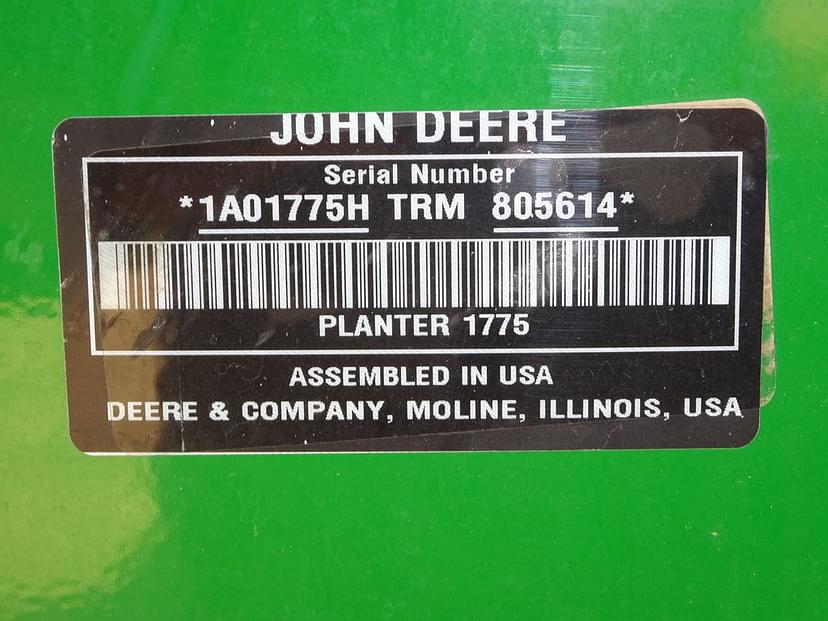 JOHN DEERE
Serial Number
*1A01775H TRM 805614*
PLANTER 1775
ASSEMBLED IN USA
DEERE & COMPANY, MOLINE, ILLINOIS, USA